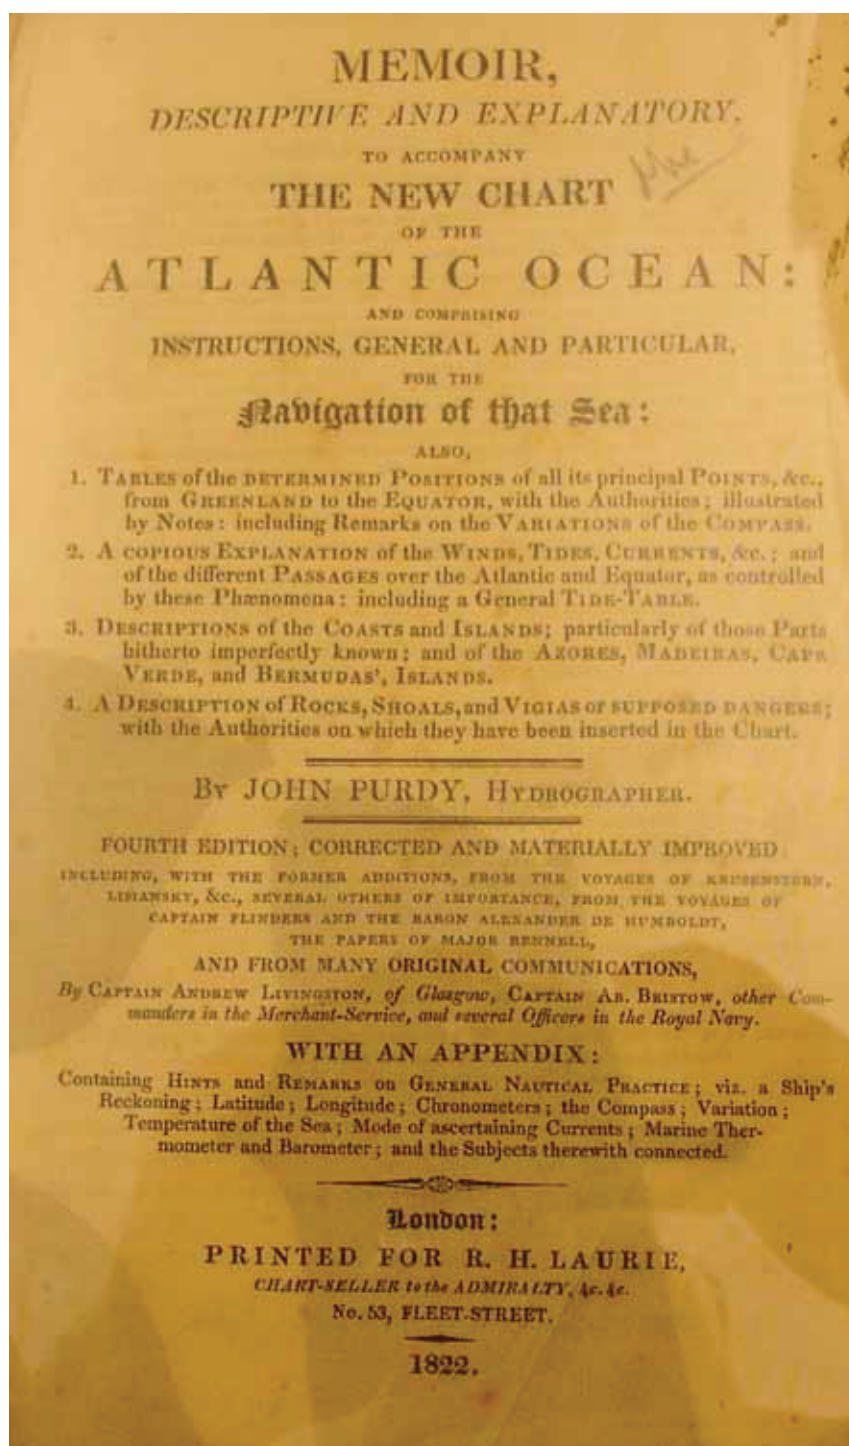 MEMOIR,
DESCRIPTIVE AND EXPLANATORY,
TO ACCOMPANY
THE NEW CHART
OF THE
ATLANTIC OCEAN:
AND COMPRISING
INSTRUCTIONS, GENERAL AND PARTICULAR,
FOR THE
Navigation of that Sea:
ALSO,
1. TABLES of the DETERMINED POSITIONS of all its principal POINTS, &c.,
from GREENLAND to the EQUATOR, with the Authorities; illustrated
by Notes: including Remarks on the VARIATIONS of the COMPASS.
2. A COPIOUS EXPLANATION of the WINDS, TIDES, CURRENTS, &c.; and
of the different PASSAGES over the Atlantic and Equator, as controlled
by these Phænomena: including a General TIDE-TABLE.
3. DESCRIPTIONS of the COASTS and ISLANDS; particularly of those Parts
hitherto imperfectly known; and of the AZORES, MADEIRAS, CAPE
VERDE, and BERMUDAS', ISLANDS.
4. A DESCRIPTION of ROCKS, SHOALS, and VIGIAS or SUPPOSED DANGERS;
with the Authorities on which they have been inserted in the Chart.
BY JOHN PURDY, HYDROGRAPHER.
FOURTH EDITION; CORRECTED AND MATERIALLY IMPROVED
INCLUDING, WITH THE FORMER ADDITIONS, FROM THE VOYAGES OF KRUSENSTERN,
LISIANSKY, &c., SEVERAL OTHERS OF IMPORTANCE, FROM THE VOYAGES OF
CAPTAIN FLINDERS AND THE BARON ALEXANDER DE HUMBOLDT,
THE PAPERS OF MAJOR RENNELL,
AND FROM MANY ORIGINAL COMMUNICATIONS,
By CAPTAIN ANDREW LIVINGSTON, of Glasgow, CAPTAIN AB. BRISTOW, other Com-
manders in the Merchant-Service, and several Officers in the Royal Navy.
WITH AN APPENDIX:
Containing HINTS and REMARKS on GENERAL NAUTICAL PRACTICE; viz. a Ship's
Reckoning; Latitude; Longitude; Chronometers; the Compass; Variation;
Temperature of the Sea; Mode of ascertaining Currents; Marine Ther-
mometer and Barometer; and the Subjects therewith connected.
London:
PRINTED FOR R. H. LAURIE,
CHART-SELLER to the ADMIRALTY, &c. &c.
No. 53, FLEET-STREET.
1822.